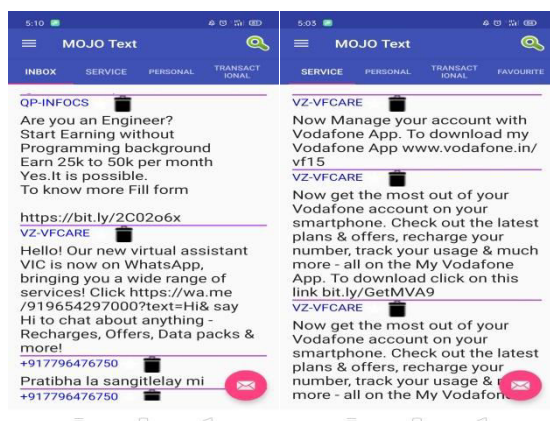 5:10
MOJO Text
INBOX SERVICE PERSONAL TRANSACT
IONAL
QP-INFOCS
Are you an Engineer?
Start Earning without
Programming background
Earn 25k to 50k per month
Yes.It is possible.
To know more Fill form
https://bit.ly/2C02o6x
VZ-VFCARE
Hello! Our new virtual assistant
VIC is now on WhatsApp,
bringing you a wide range of
services! Click https://wa.me
/919654297000?text=Hi& say
Hi to chat about anything -
Recharges, Offers, Data packs &
more!
+917796476750
Pratibha la sangitlelay mi
+917796476750
5:03
MOJO Text
SERVICE PERSONAL TRANSACT
IONAL FAVOURITE
VZ-VFCARE
Now Manage your account with
Vodafone App. To download my
Vodafone App www.vodafone.in/
vf15
VZ-VFCARE
Now get the most out of your
Vodafone account on your
smartphone. Check out the latest
plans & offers, recharge your
number, track your usage & much
more - all on the My Vodafone
App. To download click on this
link bit.ly/GetMVA9
VZ-VFCARE
Now get the most out of your
Vodafone account on your
smartphone. Check out the latest
plans & offers, recharge your
number, track your usage &
more - all on the My